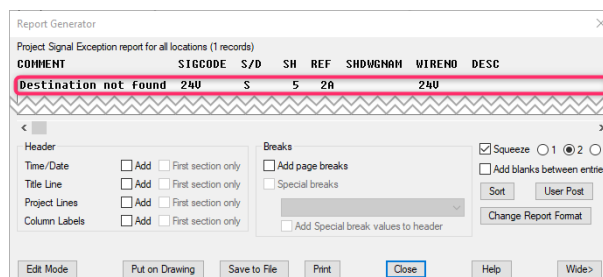 Report Generator
Project Signal Exception report for all locations (1 records)
COMMENT SIGCODE S/D SH REF SHDWGNAM WIRENO DESC
Destination not found 24V S 5 2A 24V
<
Header
Time/Date Add First section only
Title Line Add First section only
Project Lines Add First section only
Column Labels Add First section only
Breaks
Add page breaks
Special breaks
Add Special break values to header
Squeeze 1 2
Add blanks between entries
Sort User Post
Change Report Format
Edit Mode Put on Drawing Save to File Print Close Help Wide>